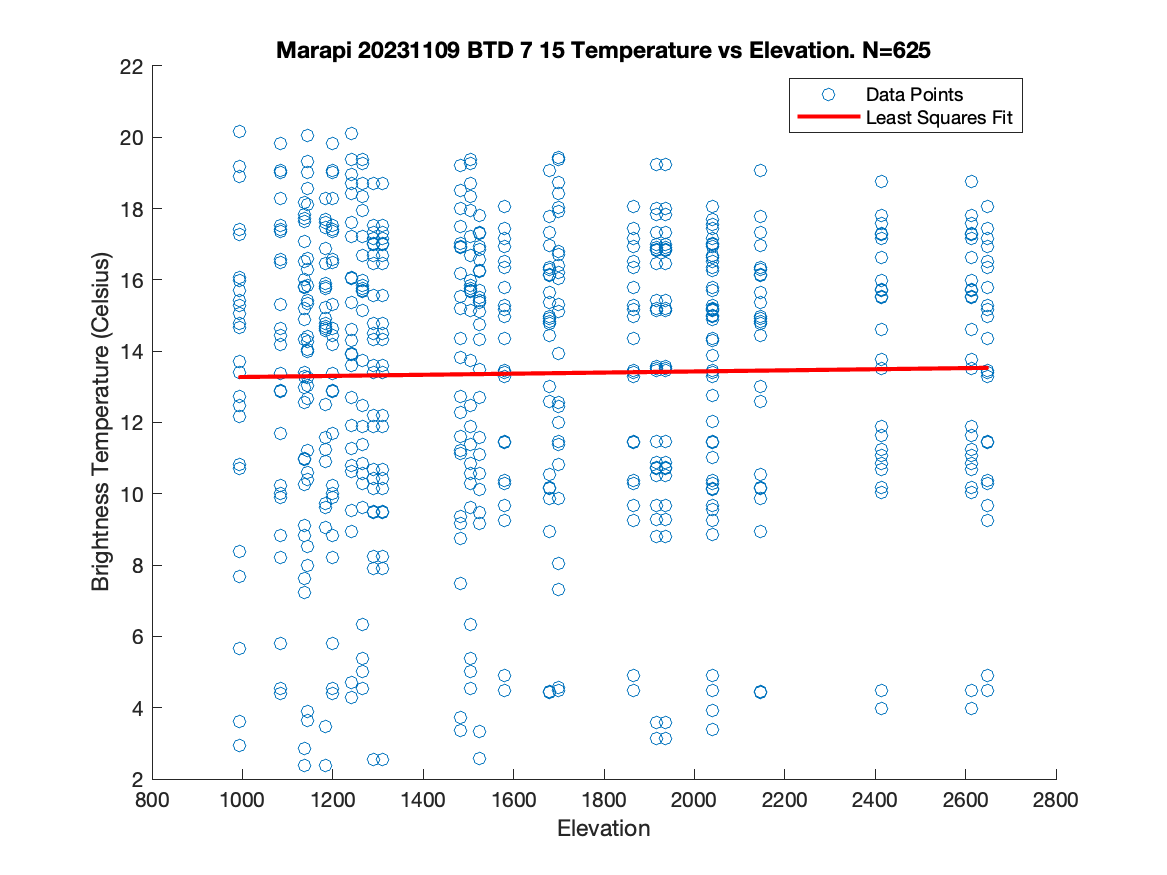 Marapi 20231109 BTD 7 15 Temperature vs Elevation. N=625
Data Points
Least Squares Fit
22
20
18
16
14
12
10
8
6
4
2
Brightness Temperature (Celsius)
800 1000 1200 1400 1600 1800 2000 2200 2400 2600 2800
Elevation